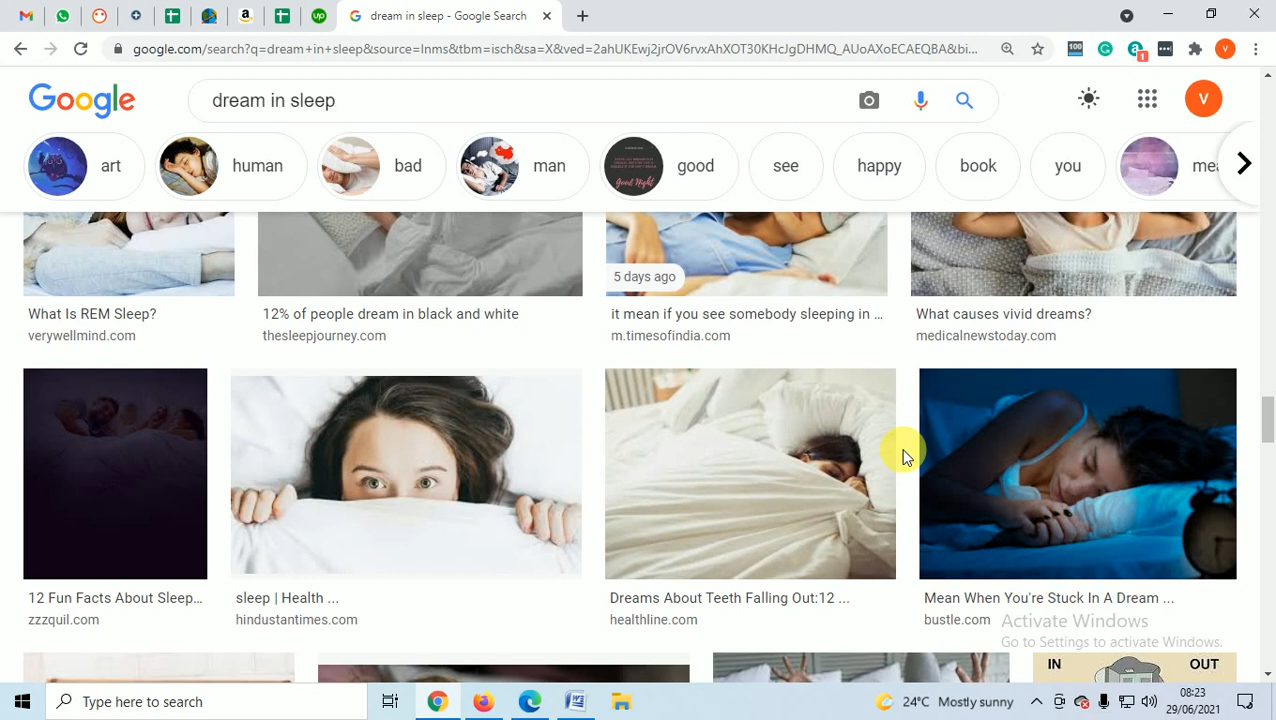 dream in sleep - Google Search
google.com/search?q=dream+in+sleep&source=lnms&tbm=isch&sa=X&ved=2ahUKEwj2jrOV6rvxAhXOT30KHcJgDHMQ_AUoAXoECAEQBA&bi...
100
1
V
Google
dream in sleep
V
art
human
bad
man
good
see
happy
book
you
mea
Good Night
5 days ago
What Is REM Sleep?
verywellmind.com
12% of people dream in black and white
thesleepjourney.com
it mean if you see somebody sleeping in ...
m.timesofindia.com
What causes vivid dreams?
medicalnewstoday.com
12 Fun Facts About Sleep...
zzzquil.com
sleep | Health ...
hindustantimes.com
Dreams About Teeth Falling Out:12 ...
healthline.com
Mean When You're Stuck In A Dream ...
bustle.com
Activate Windows
Go to Settings to activate Windows.
IN OUT
Type here to search
24°C Mostly sunny
08:23
29/06/2021